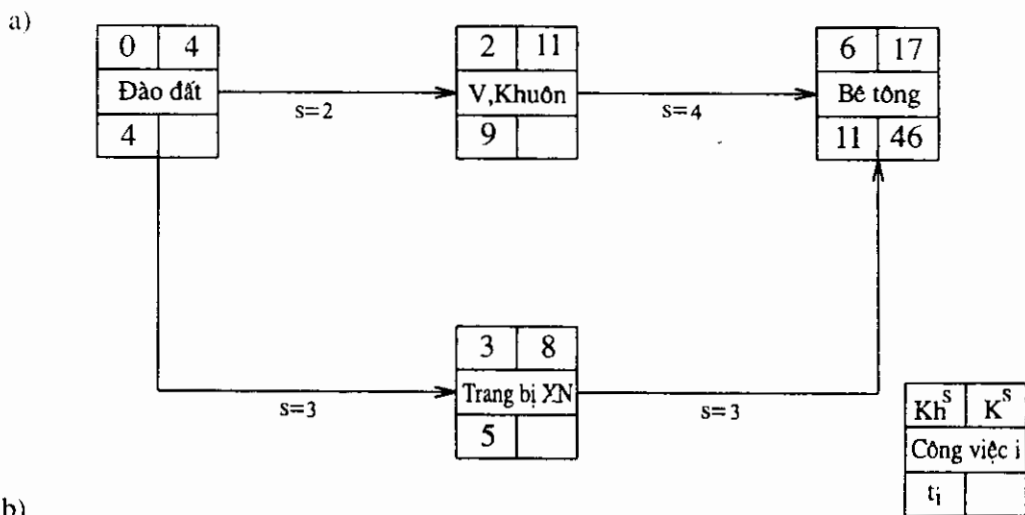 a)
0 4
Đào đất
4
s=2
2 11
V,Khuôn
9
s=4
6 17
Bê tông
11 46
s=3
3 8
Trang bị XN
5
s=3
Kh^s K^s
Công việc i
t_i
b)